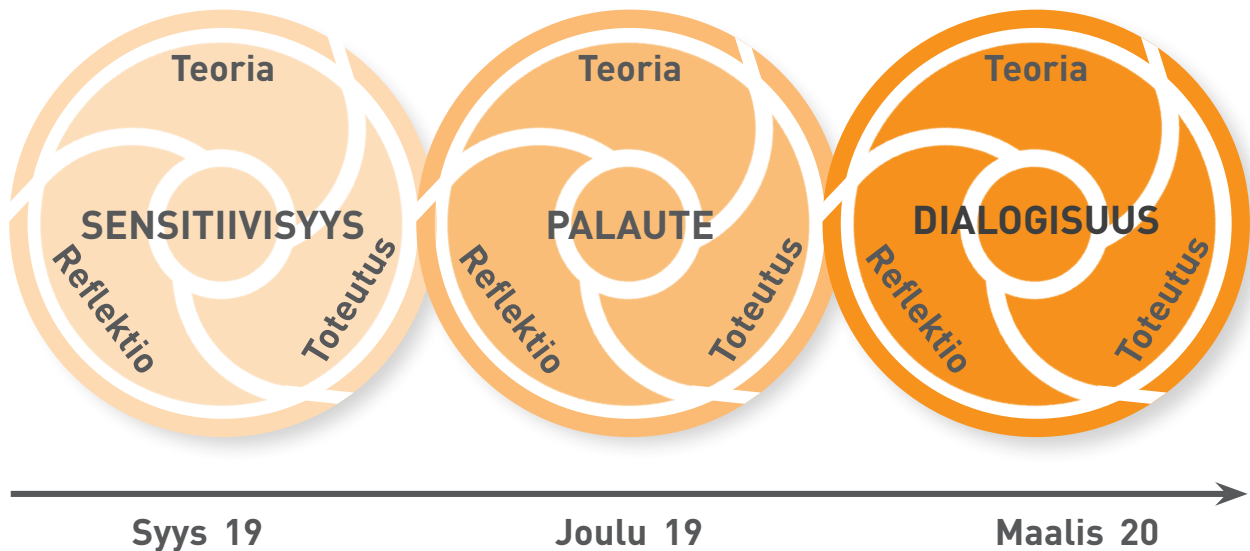 Teoria
SENSITIIVISYYS
Reflektio
Toteutus
Teoria
PALAUTE
Reflektio
Toteutus
Teoria
DIALOGISUUS
Reflektio
Toteutus
Syys 19
Joulu 19
Maalis 20